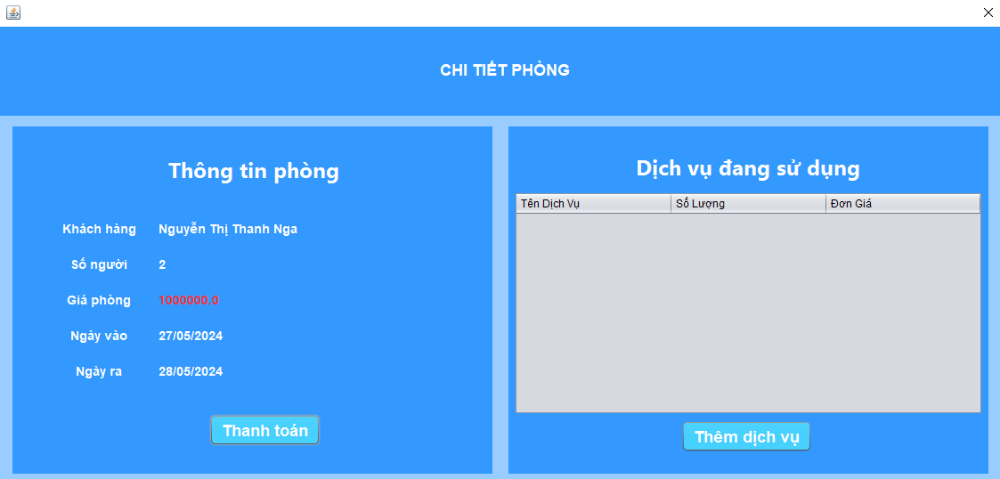 CHI TIẾT PHÒNG
Thông tin phòng
Khách hàng Nguyễn Thị Thanh Nga
Số người 2
Giá phòng 1000000.0
Ngày vào 27/05/2024
Ngày ra 28/05/2024
Thanh toán
Dịch vụ đang sử dụng
Tên Dịch Vụ Số Lượng Đơn Giá
Thêm dịch vụ